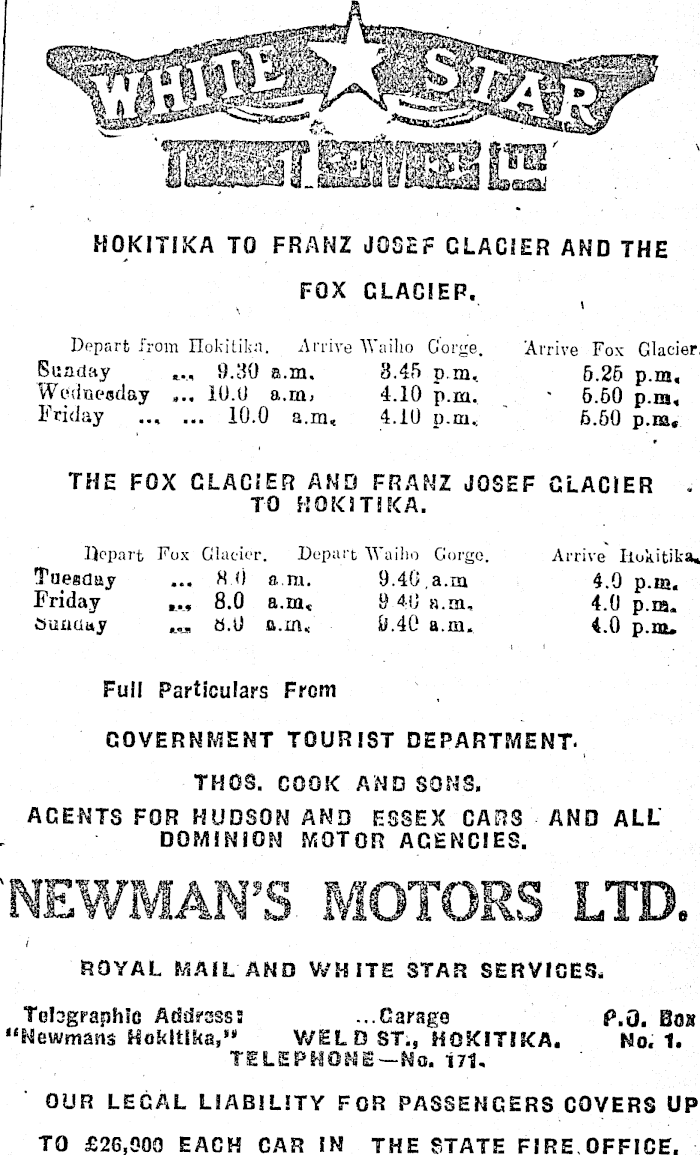 WHITE STAR
HOKITIKA TO FRANZ JOSEF GLACIER AND THE
FOX GLACIER.
Depart from Hokitika. Arrive Waiho Gorge. Arrive Fox Glacier.
Sunday ... 9.30 a.m. 3.45 p.m. 5.25 p.m.
Wednesday ... 10.0 a.m. 4.10 p.m. 5.50 p.m.
Friday ... ... 10.0 a.m. 4.10 p.m. 5.50 p.m.
THE FOX GLACIER AND FRANZ JOSEF GLACIER
TO HOKITIKA.
Depart Fox Glacier. Depart Waiho Gorge. Arrive Hokitika.
Tuesday ... 8.0 a.m. 9.40 a.m 4.0 p.m.
Friday ... 8.0 a.m. 9 40 a.m. 4.0 p.m.
Sunday ... 8.0 a.m. 9.40 a.m. 4.0 p.m.
Full Particulars From
GOVERNMENT TOURIST DEPARTMENT.
THOS. COOK AND SONS.
AGENTS FOR HUDSON AND ESSEX CARS AND ALL
DOMINION MOTOR AGENCIES.
NEWMAN'S MOTORS LTD.
ROYAL MAIL AND WHITE STAR SERVICES.
Telegraphic Address: ...Garage P.O. Box
"Newmans Hokitika," WELD ST., HOKITIKA. No. 1.
TELEPHONE—No. 171.
OUR LEGAL LIABILITY FOR PASSENGERS COVERS UP
TO £26,000 EACH CAR IN THE STATE FIRE OFFICE.